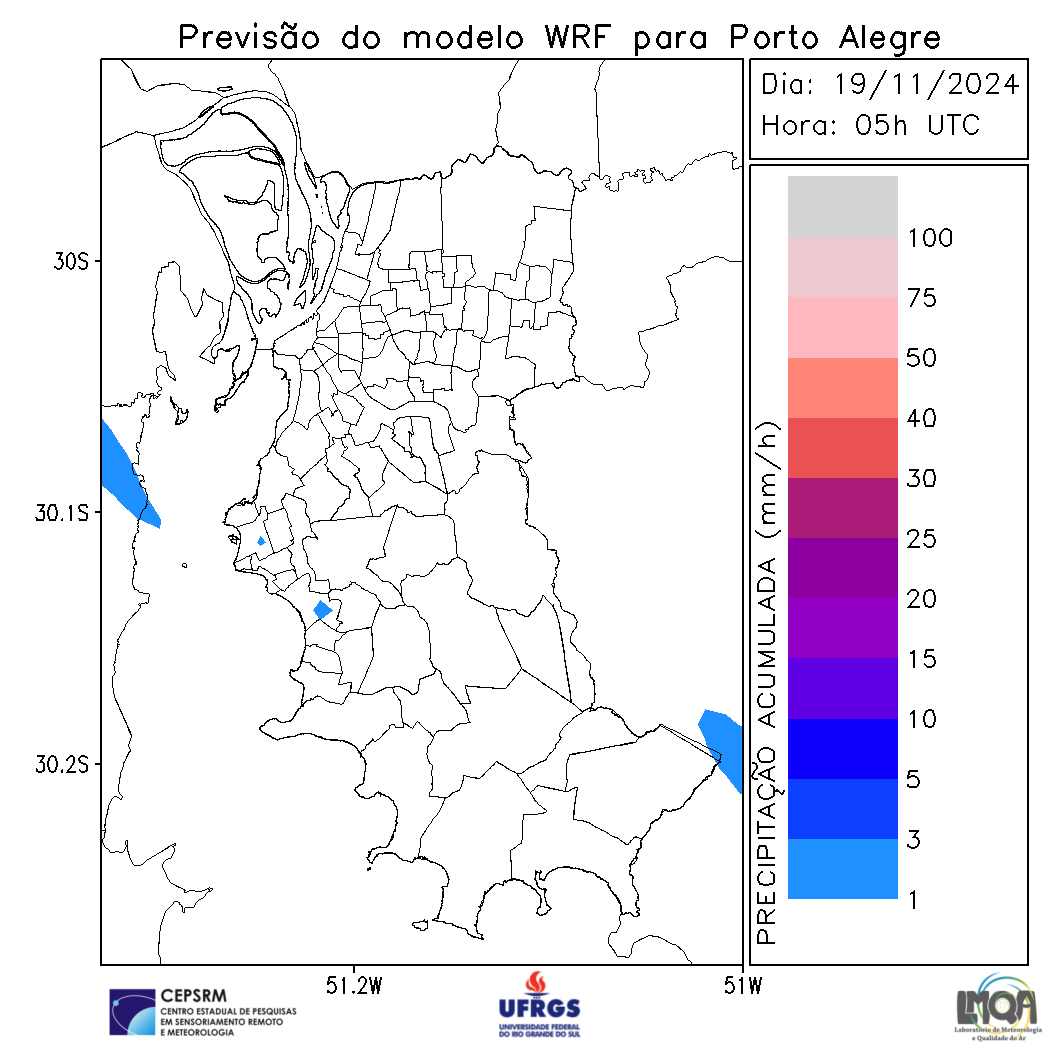 Previsão do modelo WRF para Porto Alegre
Dia: 19/11/2024
Hora: 05h UTC
30S
30.1S
30.2S
51.2W
51W
PRECIPITAÇÃO ACUMULADA (mm/h)
100
75
50
40
30
25
20
15
10
5
3
1
CEPSRM
CENTRO ESTADUAL DE PESQUISAS
EM SENSORIAMENTO REMOTO
E METEOROLOGIA
UFRGS
UNIVERSIDADE FEDERAL
DO RIO GRANDE DO SUL
LMQA
Laboratório de Meteorologia
e Qualidade do Ar